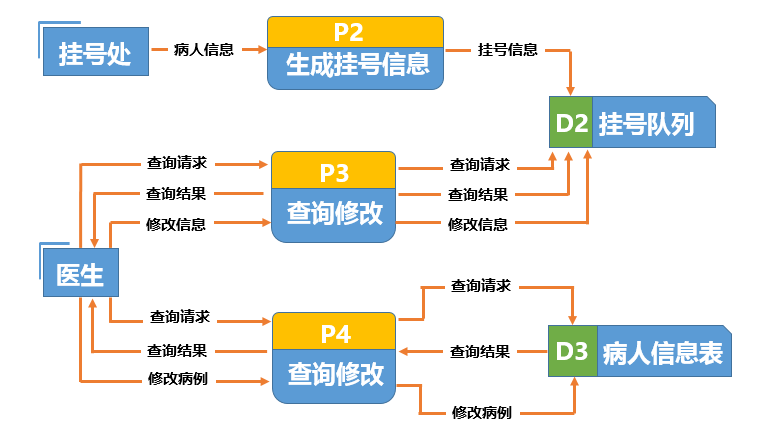 挂号处
病人信息
P2
生成挂号信息
挂号信息
D2
挂号队列
查询请求
查询结果
修改信息
P3
查询修改
查询请求
查询结果
修改信息
医生
查询请求
查询结果
修改病例
P4
查询修改
查询请求
查询结果
修改病例
D3
病人信息表